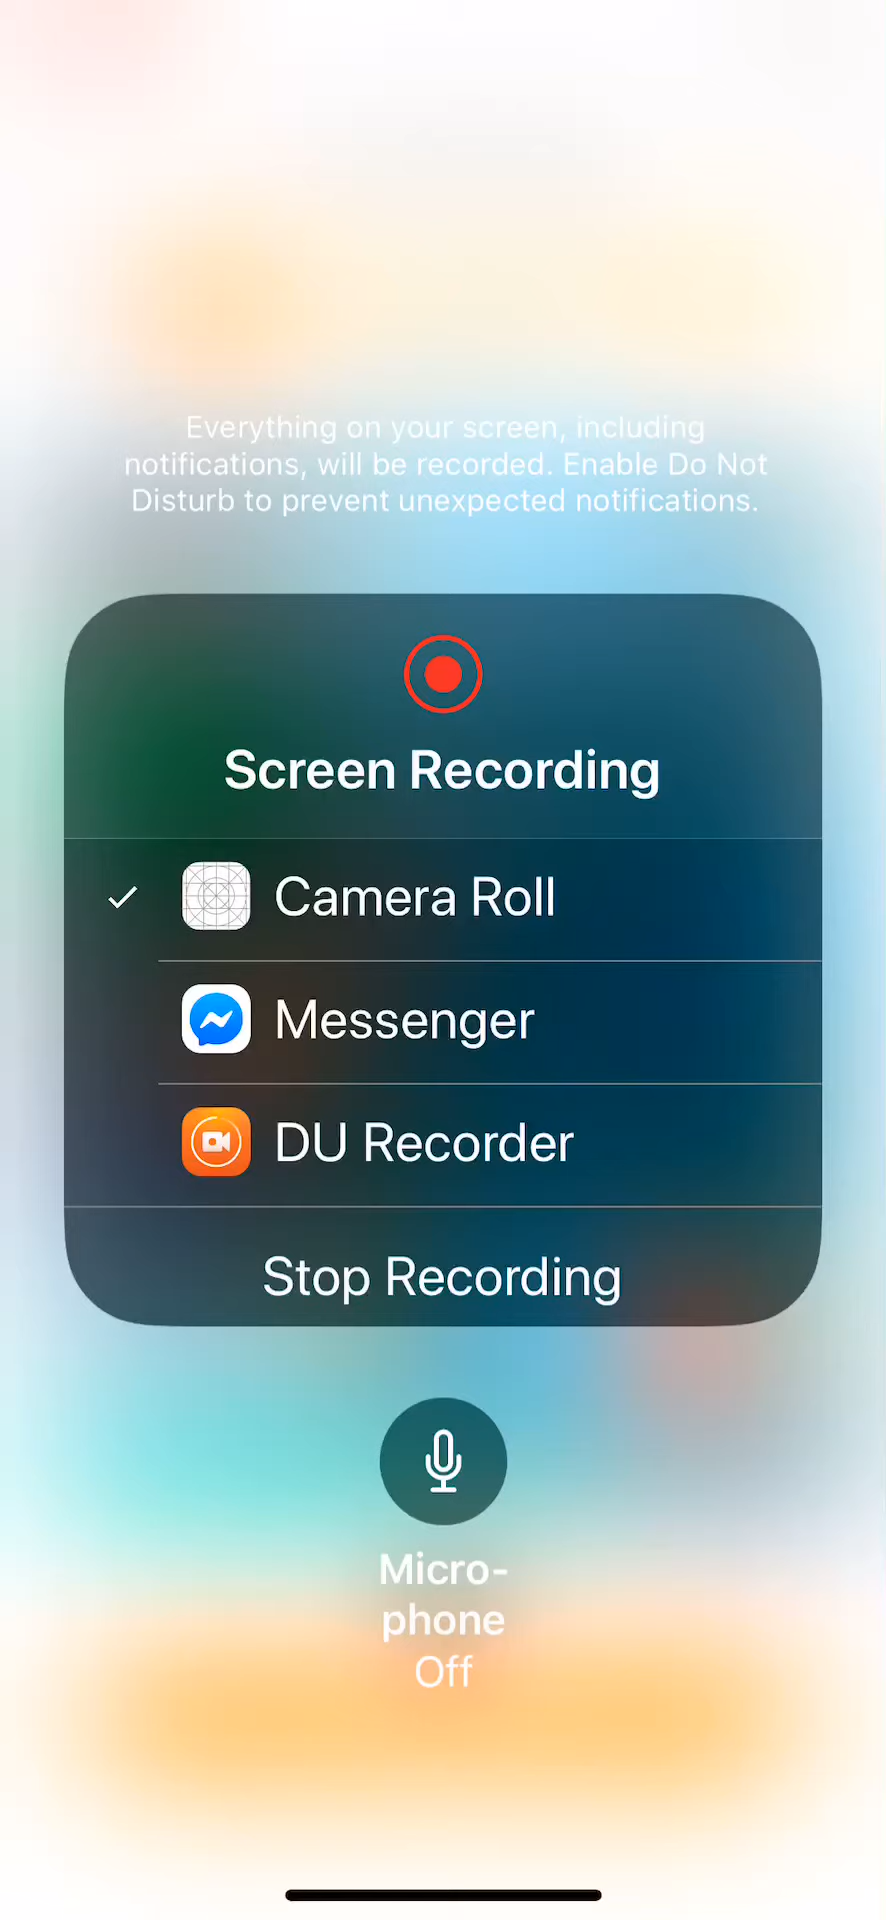 Everything on your screen, including
notifications, will be recorded. Enable Do Not
Disturb to prevent unexpected notifications.
Screen Recording
Camera Roll
Messenger
DU Recorder
Stop Recording
Micro-
phone
Off